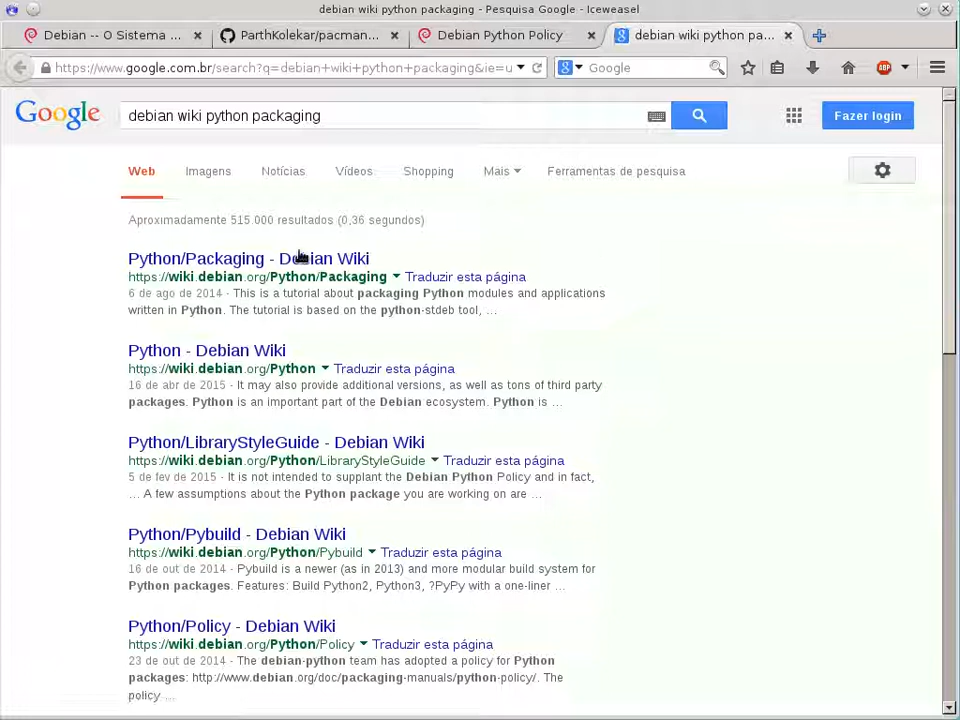 debian wiki python packaging - Pesquisa Google - Iceweasel
Debian -- O Sistema ...
ParthKolekar/pacman...
Debian Python Policy
debian wiki python pa...
https://www.google.com.br/search?q=debian+wiki+python+packaging&ie=u
Google
ABP
Google
debian wiki python packaging
Fazer login
Web
Imagens
Notícias
Vídeos
Shopping
Mais
Ferramentas de pesquisa
Aproximadamente 515.000 resultados (0,36 segundos)
Python/Packaging - Debian Wiki
https://wiki.debian.org/Python/Packaging
Traduzir esta página
6 de ago de 2014 - This is a tutorial about packaging Python modules and applications
written in Python. The tutorial is based on the python-stdeb tool, ...
Python - Debian Wiki
https://wiki.debian.org/Python
Traduzir esta página
16 de abr de 2015 - It may also provide additional versions, as well as tons of third party
packages. Python is an important part of the Debian ecosystem. Python is ...
Python/LibraryStyleGuide - Debian Wiki
https://wiki.debian.org/Python/LibraryStyleGuide
Traduzir esta página
5 de fev de 2015 - It is not intended to supplant the Debian Python Policy and in fact,
... A few assumptions about the Python package you are working on are ...
Python/Pybuild - Debian Wiki
https://wiki.debian.org/Python/Pybuild
Traduzir esta página
16 de out de 2014 - Pybuild is a newer (as in 2013) and more modular build system for
Python packages. Features: Build Python2, Python3, ?PyPy with a one-liner ...
Python/Policy - Debian Wiki
https://wiki.debian.org/Python/Policy
Traduzir esta página
23 de out de 2014 - The debian-python team has adopted a policy for Python
packages: http://www.debian.org/doc/packaging-manuals/python-policy/. The
policy ...